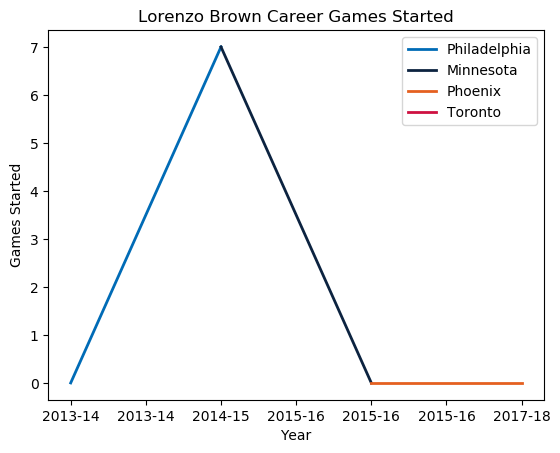 Lorenzo Brown Career Games Started
Philadelphia
Minnesota
Phoenix
Toronto
7
6
5
4
3
2
1
0
Games Started
2013-14 2013-14 2014-15 2015-16 2015-16 2015-16 2017-18
Year